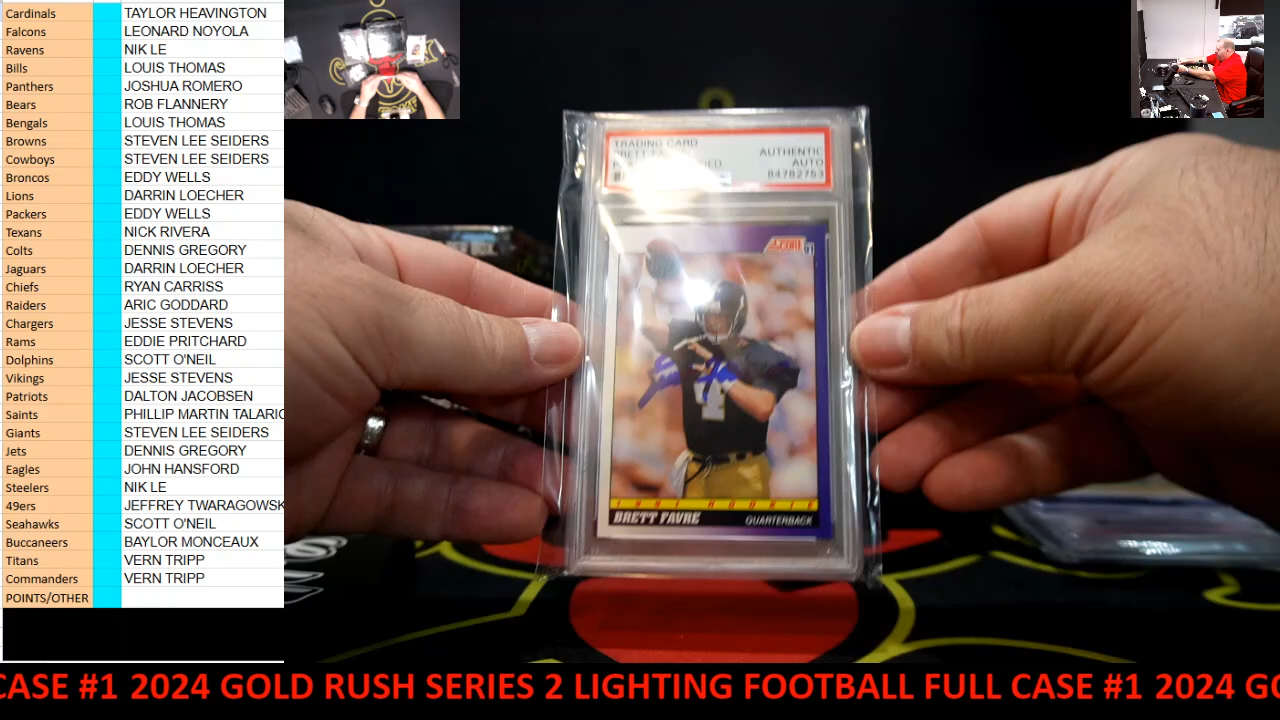 Cardinals TAYLOR HEAVINGTON
Falcons LEONARD NOYOLA
Ravens NIK LE
Bills LOUIS THOMAS
Panthers JOSHUA ROMERO
Bears ROB FLANNERY
Bengals LOUIS THOMAS
Browns STEVEN LEE SEIDERS
Cowboys STEVEN LEE SEIDERS
Broncos EDDY WELLS
Lions DARRIN LOECHER
Packers EDDY WELLS
Texans NICK RIVERA
Colts DENNIS GREGORY
Jaguars DARRIN LOECHER
Chiefs RYAN CARRISS
Raiders ARIC GODDARD
Chargers JESSE STEVENS
Rams EDDIE PRITCHARD
Dolphins SCOTT O'NEIL
Vikings JESSE STEVENS
Patriots DALTON JACOBSEN
Saints PHILLIP MARTIN TALARIC
Giants STEVEN LEE SEIDERS
Jets DENNIS GREGORY
Eagles JOHN HANSFORD
Steelers NIK LE
49ers JEFFREY TWARAGOWSK
Seahawks SCOTT O'NEIL
Buccaneers BAYLOR MONCEAUX
Titans VERN TRIPP
Commanders VERN TRIPP
POINTS/OTHER
TRADING CARD
BRETT AUTHENTIC
AUTO
84782753
SCORE 91
4
1991 ROOKIE
BRETT FAVRE QUARTERBACK
CASE #1 2024 GOLD RUSH SERIES 2 LIGHTING FOOTBALL FULL CASE #1 2024 GO